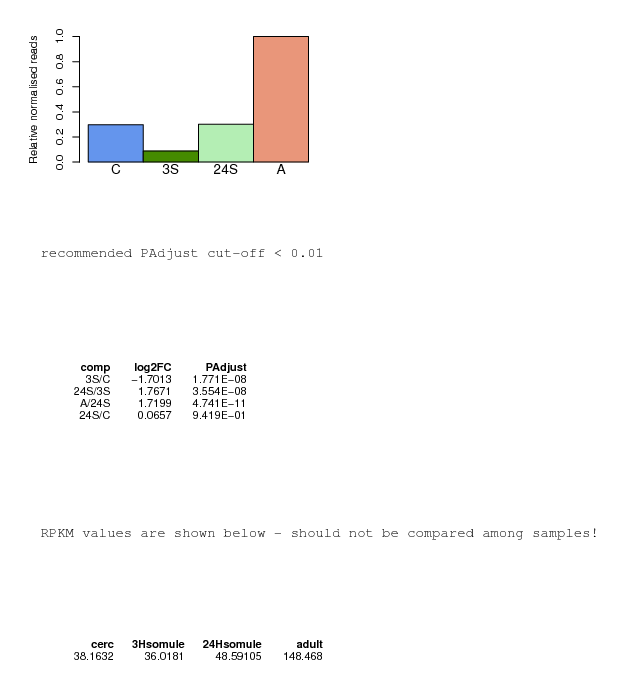 Relative normalised reads
1.0
0.8
0.6
0.4
0.2
0.0
C 3S 24S A
recommended PAdjust cut-off < 0.01
comp log2FC PAdjust
3S/C −1.7013 1.771E−08
24S/3S 1.7671 3.554E−08
A/24S 1.7199 4.741E−11
24S/C 0.0657 9.419E−01
RPKM values are shown below - should not be compared among samples!
cerc 3Hsomule 24Hsomule adult
38.1632 36.0181 48.59105 148.468